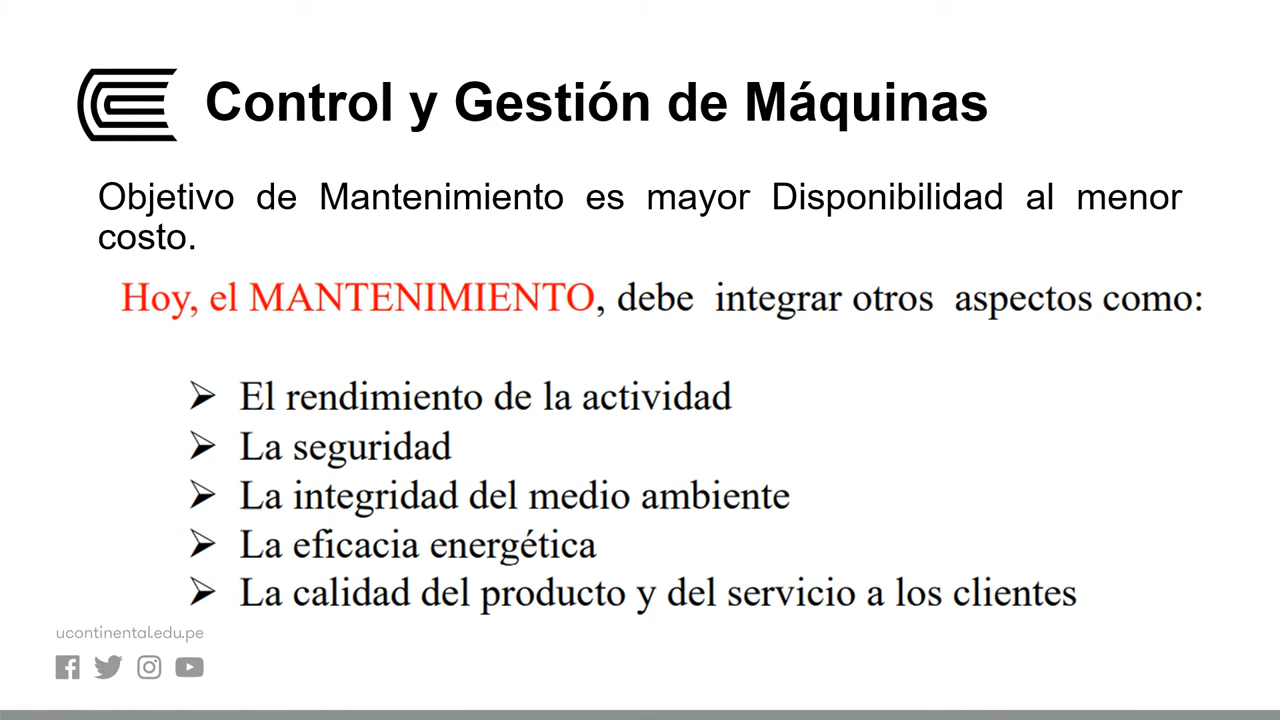 Control y Gestión de Máquinas
Objetivo de Mantenimiento es mayor Disponibilidad al menor
costo.
Hoy, el MANTENIMIENTO, debe integrar otros aspectos como:
➢ El rendimiento de la actividad
➢ La seguridad
➢ La integridad del medio ambiente
➢ La eficacia energética
➢ La calidad del producto y del servicio a los clientes
ucontinental.edu.pe